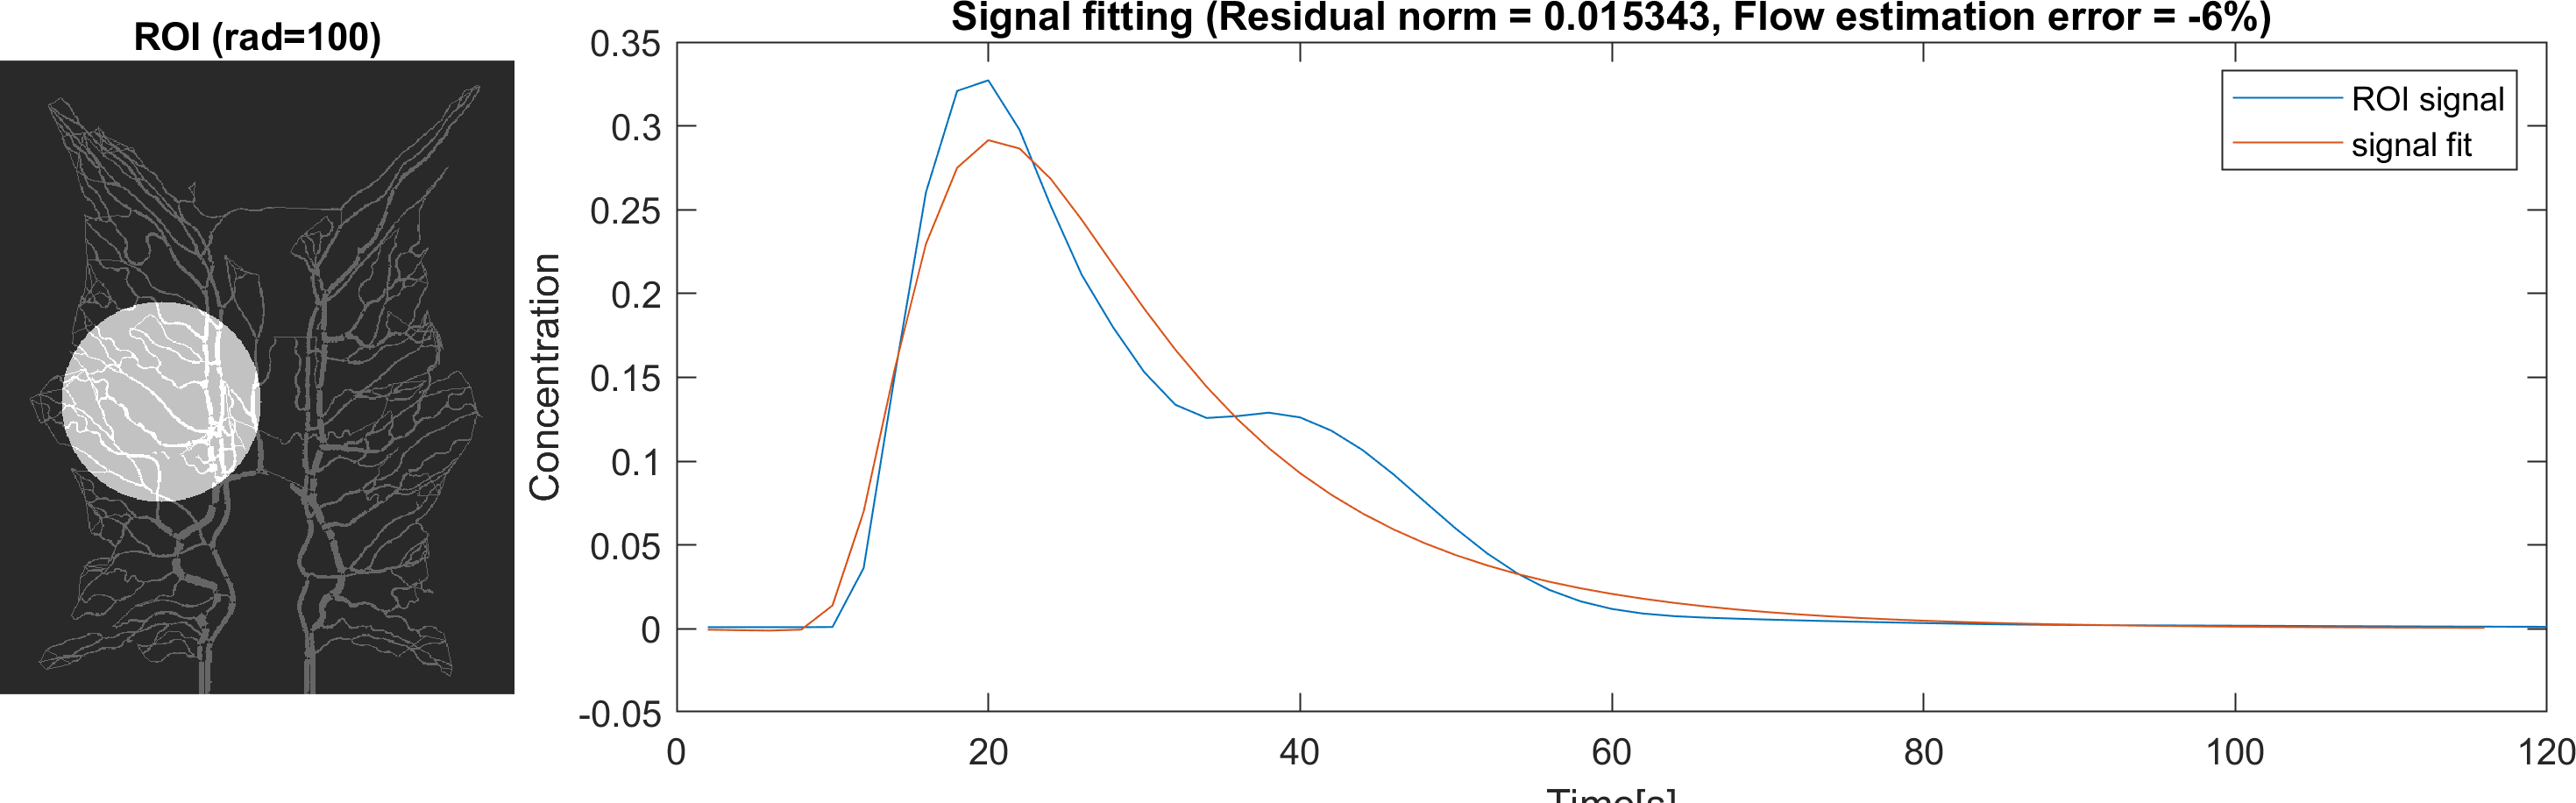 ROI (rad=100)
Signal fitting (Residual norm = 0.015343, Flow estimation error = -6%)
0.35
0.3
0.25
0.2
0.15
0.1
0.05
0
-0.05
Concentration
ROI signal
signal fit
0 20 40 60 80 100 120
Time[s]